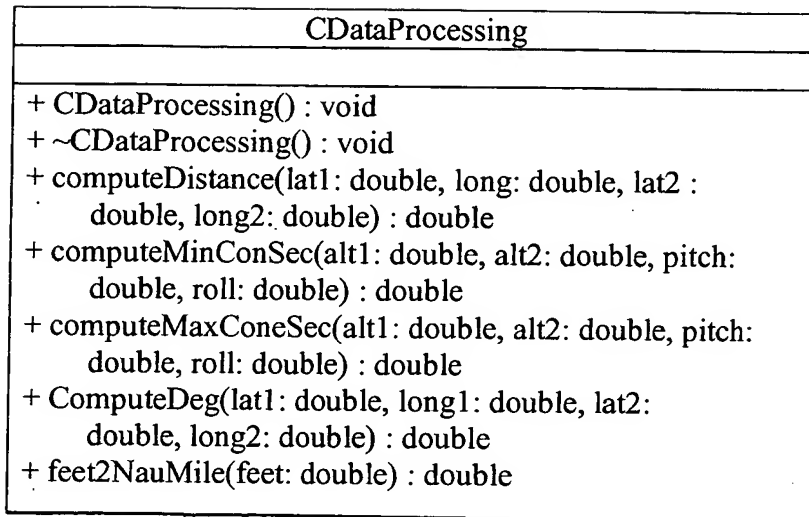 CDataProcessing
+ CDataProcessing() : void
+ ~CDataProcessing() : void
+ computeDistance(lat1: double, long: double, lat2 :
double, long2: double) : double
+ computeMinConSec(alt1: double, alt2: double, pitch:
double, roll: double) : double
+ computeMaxConeSec(alt1: double, alt2: double, pitch:
double, roll: double) : double
+ ComputeDeg(lat1: double, long1: double, lat2:
double, long2: double) : double
+ feet2NauMile(feet: double) : double